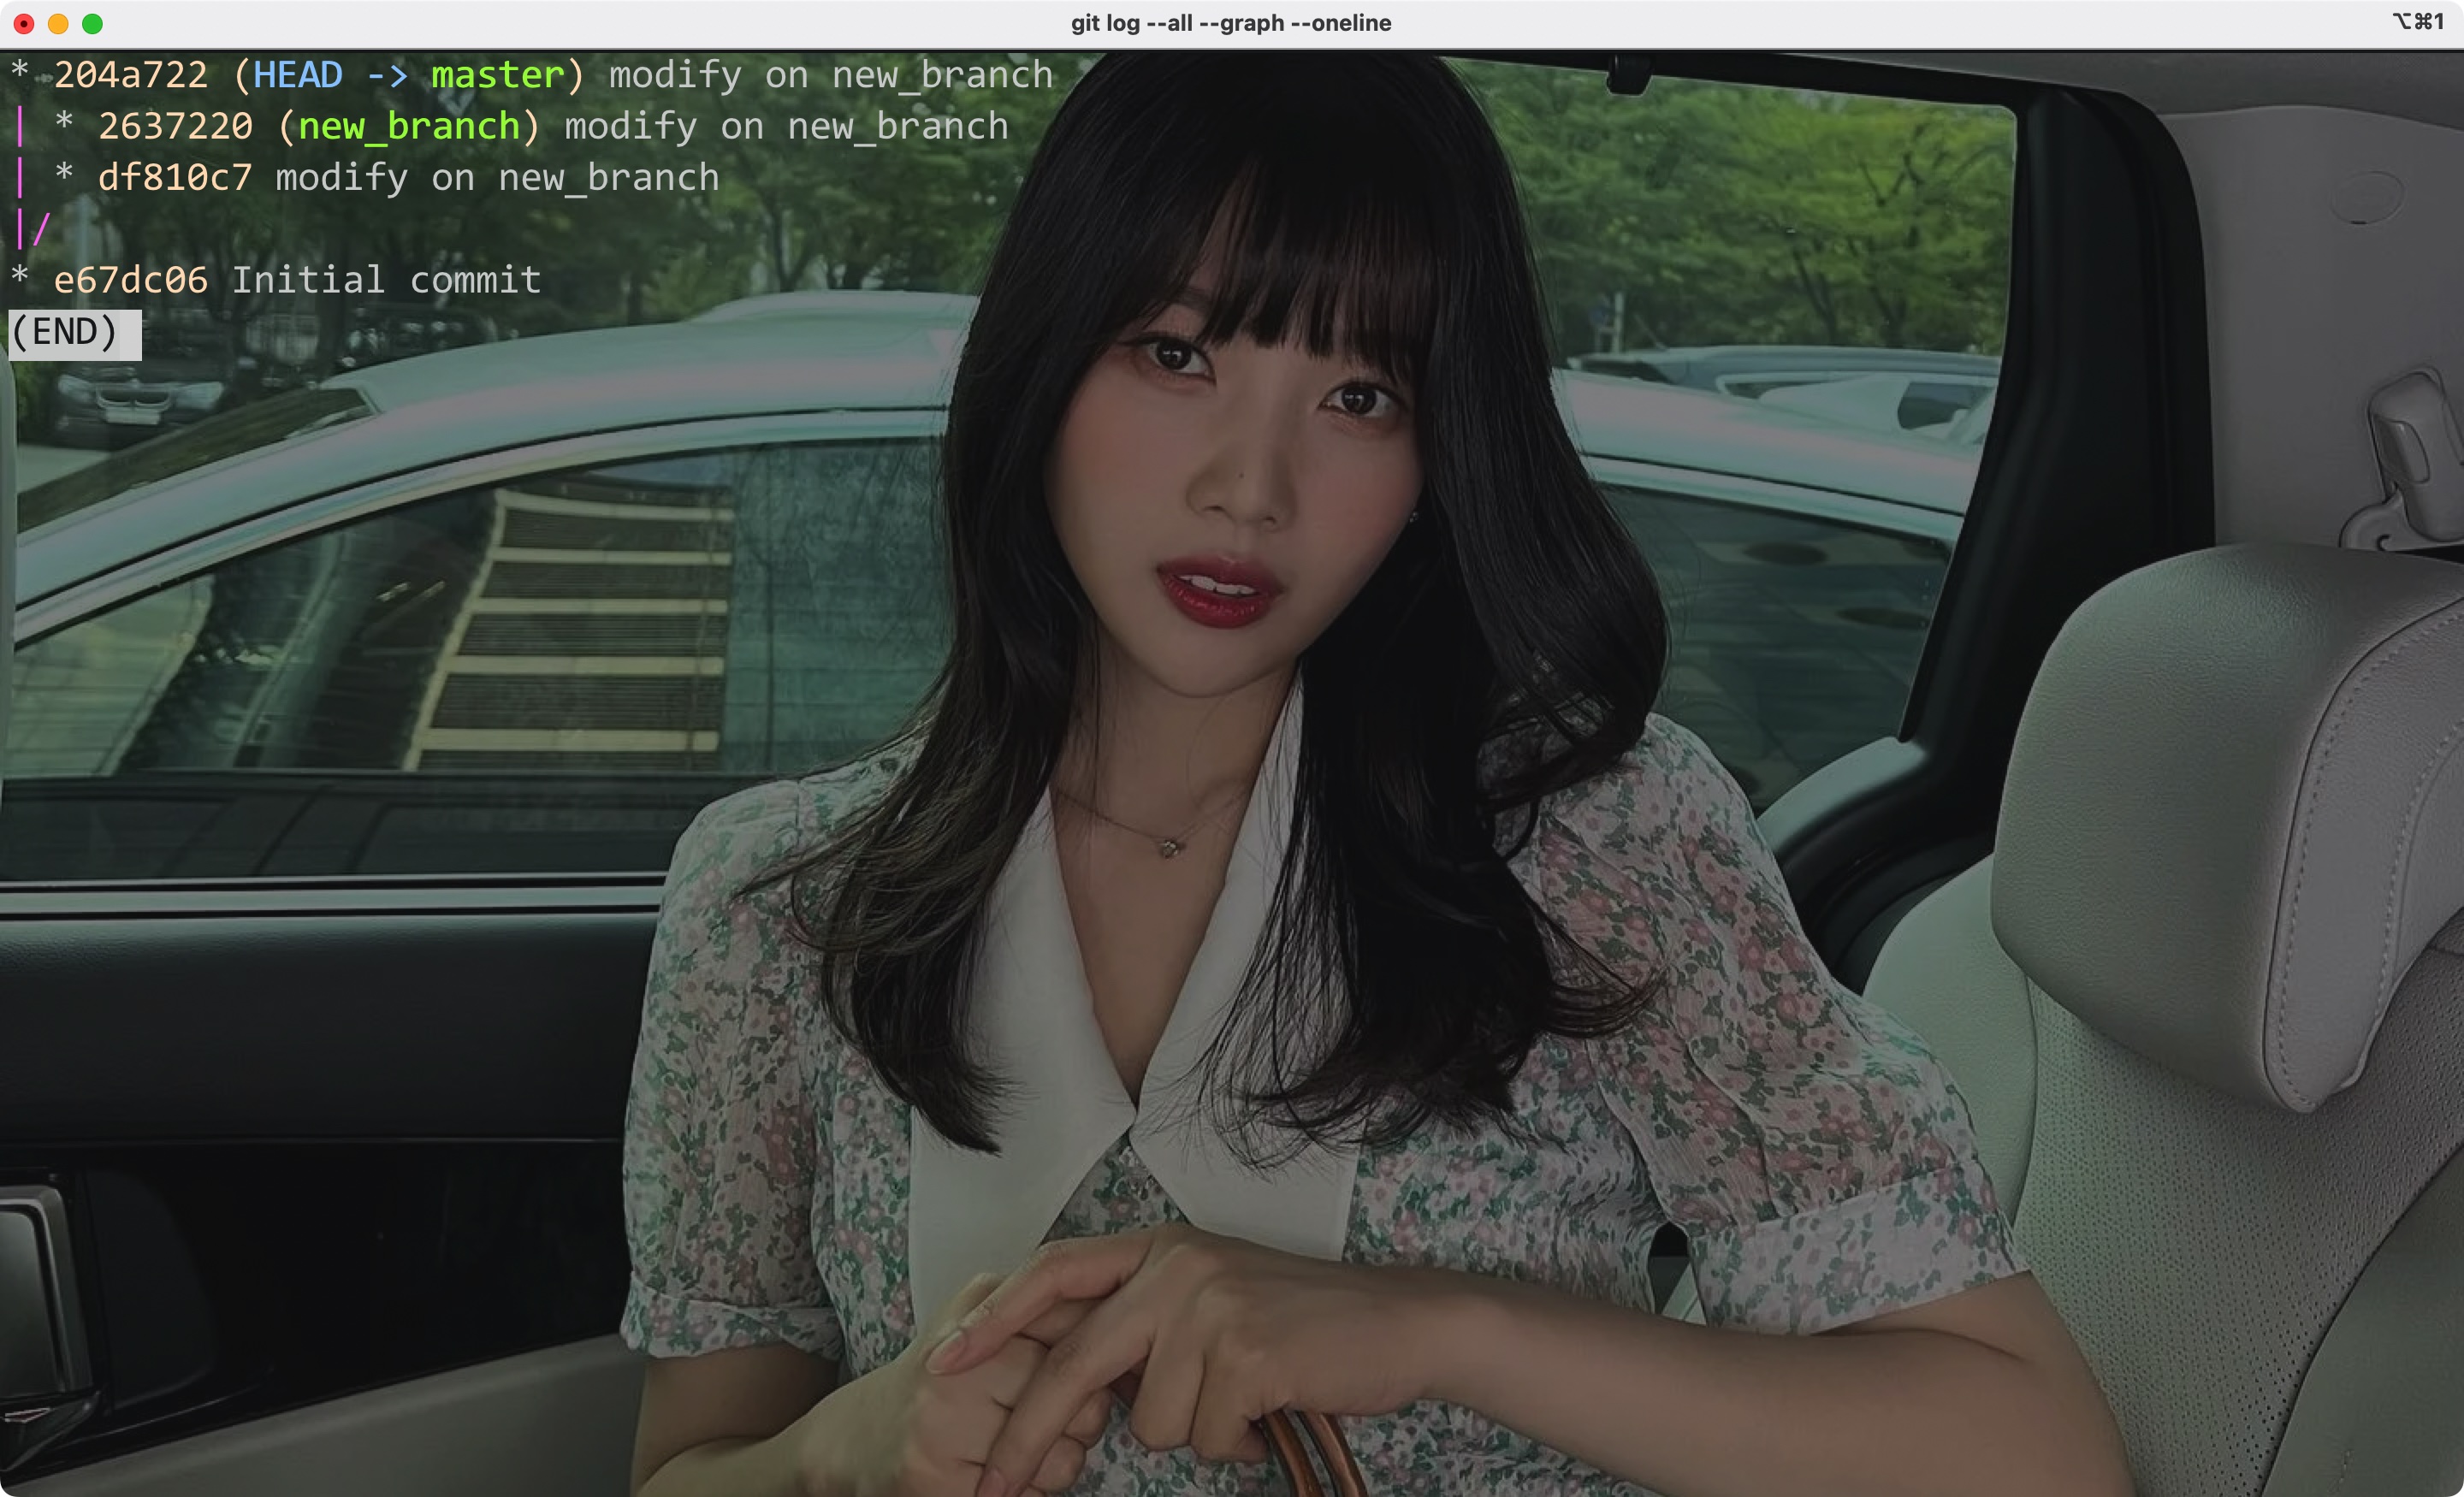 git log --all --graph --oneline
⌥⌘1
* 204a722 (HEAD -> master) modify on new_branch
| * 2637220 (new_branch) modify on new_branch
| * df810c7 modify on new_branch
|/
* e67dc06 Initial commit
(END)